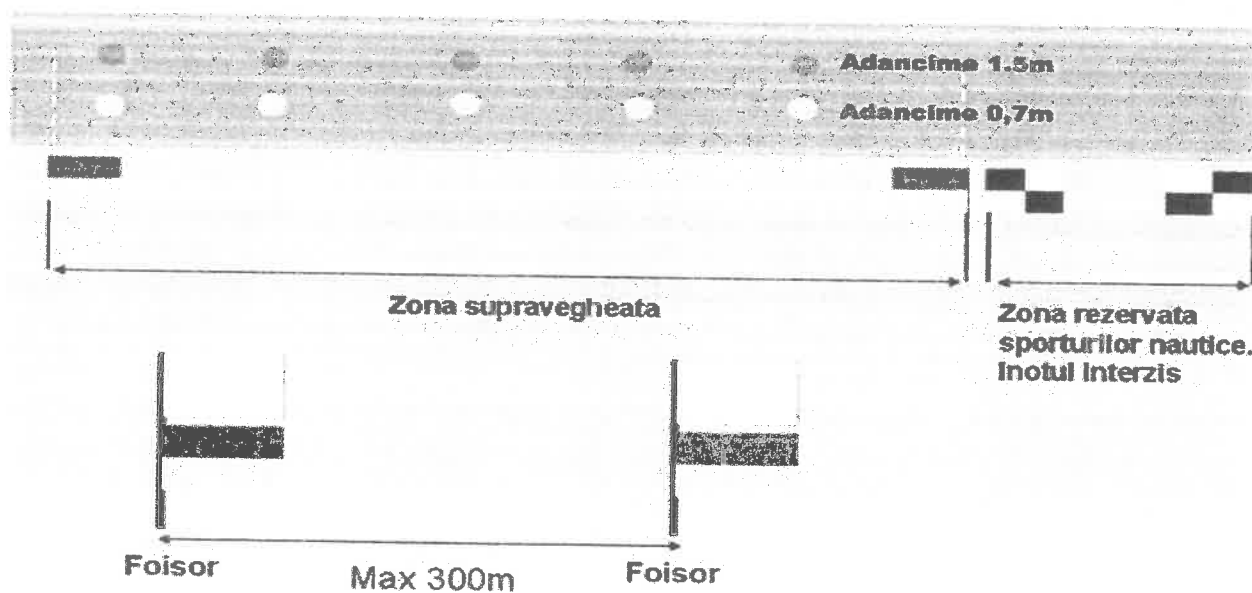 Adancime 1.5m
Adancime 0,7m
Zona supravegheata
Zona rezervata
sporturilor nautice.
Inotul Interzis
Foisor
Max 300m
Foisor